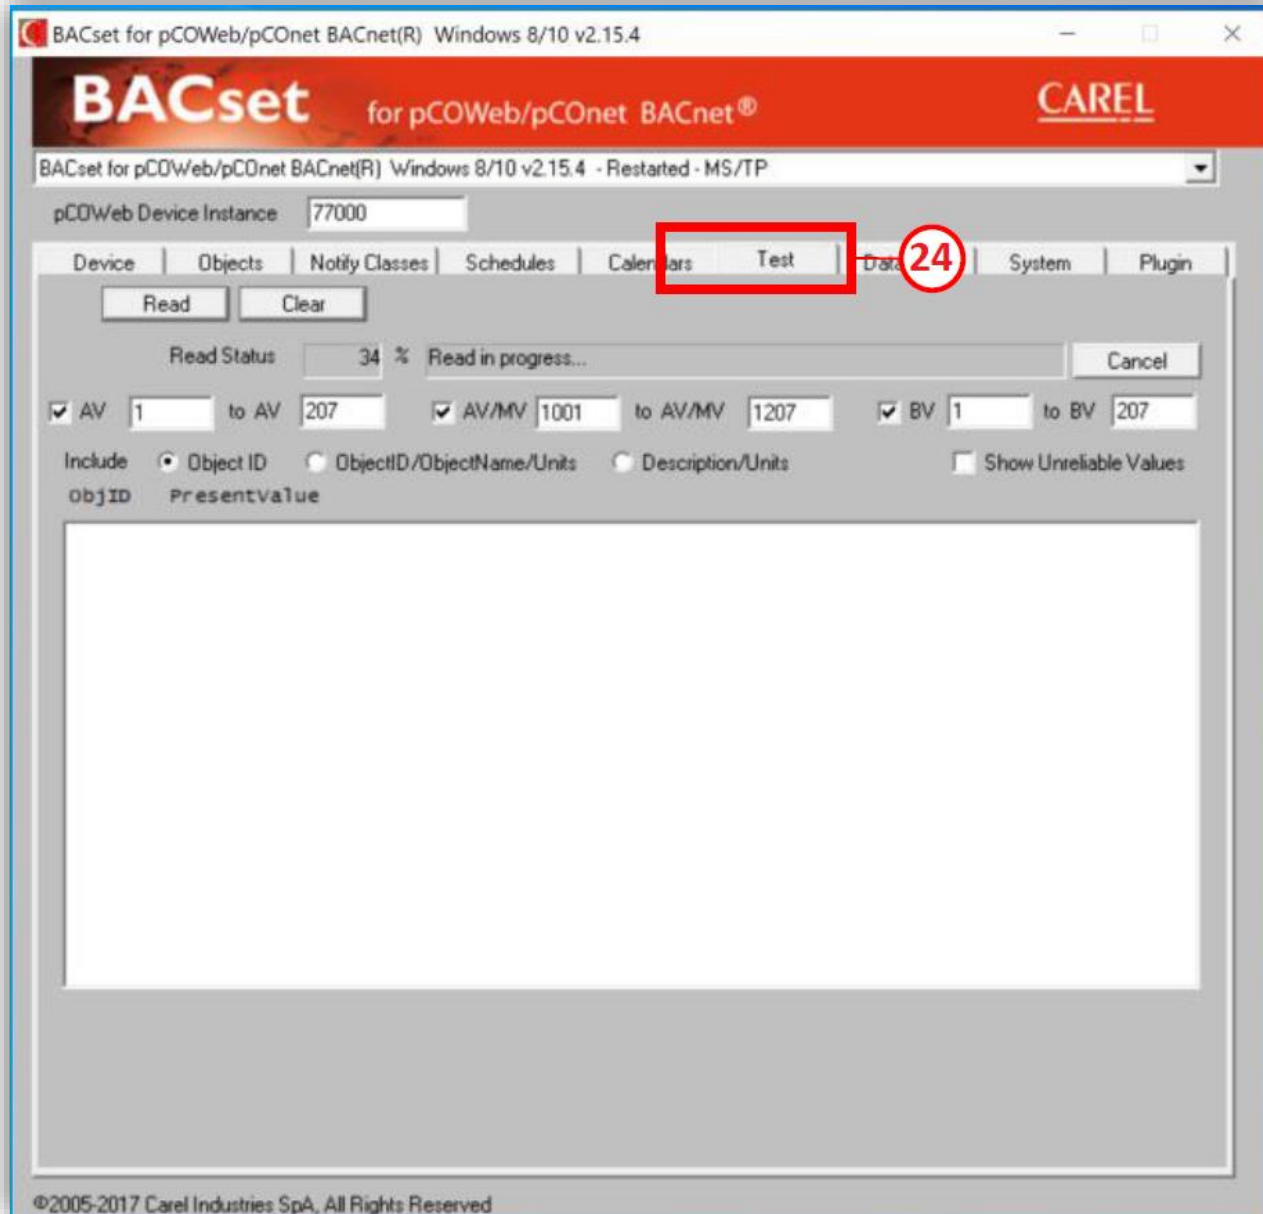 BACset for pCOWeb/pCOnet BACnet(R) Windows 8/10 v2.15.4
BACset for pCOWeb/pCOnet BACnet® CAREL
BACset for pCOWeb/pCOnet BACnet(R) Windows 8/10 v2.15.4 - Restarted - MS/TP
pCOWeb Device Instance 77000
Device Objects Notify Classes Schedules Calendars Test 24 System Plugin
Read Clear
Read Status 34 % Read in progress... Cancel
AV 1 to AV 207 AV/MV 1001 to AV/MV 1207 BV 1 to BV 207
Include Object ID ObjectID/ObjectName/Units Description/Units Show Unreliable Values
ObjID PresentValue
©2005-2017 Carel Industries SpA, All Rights Reserved